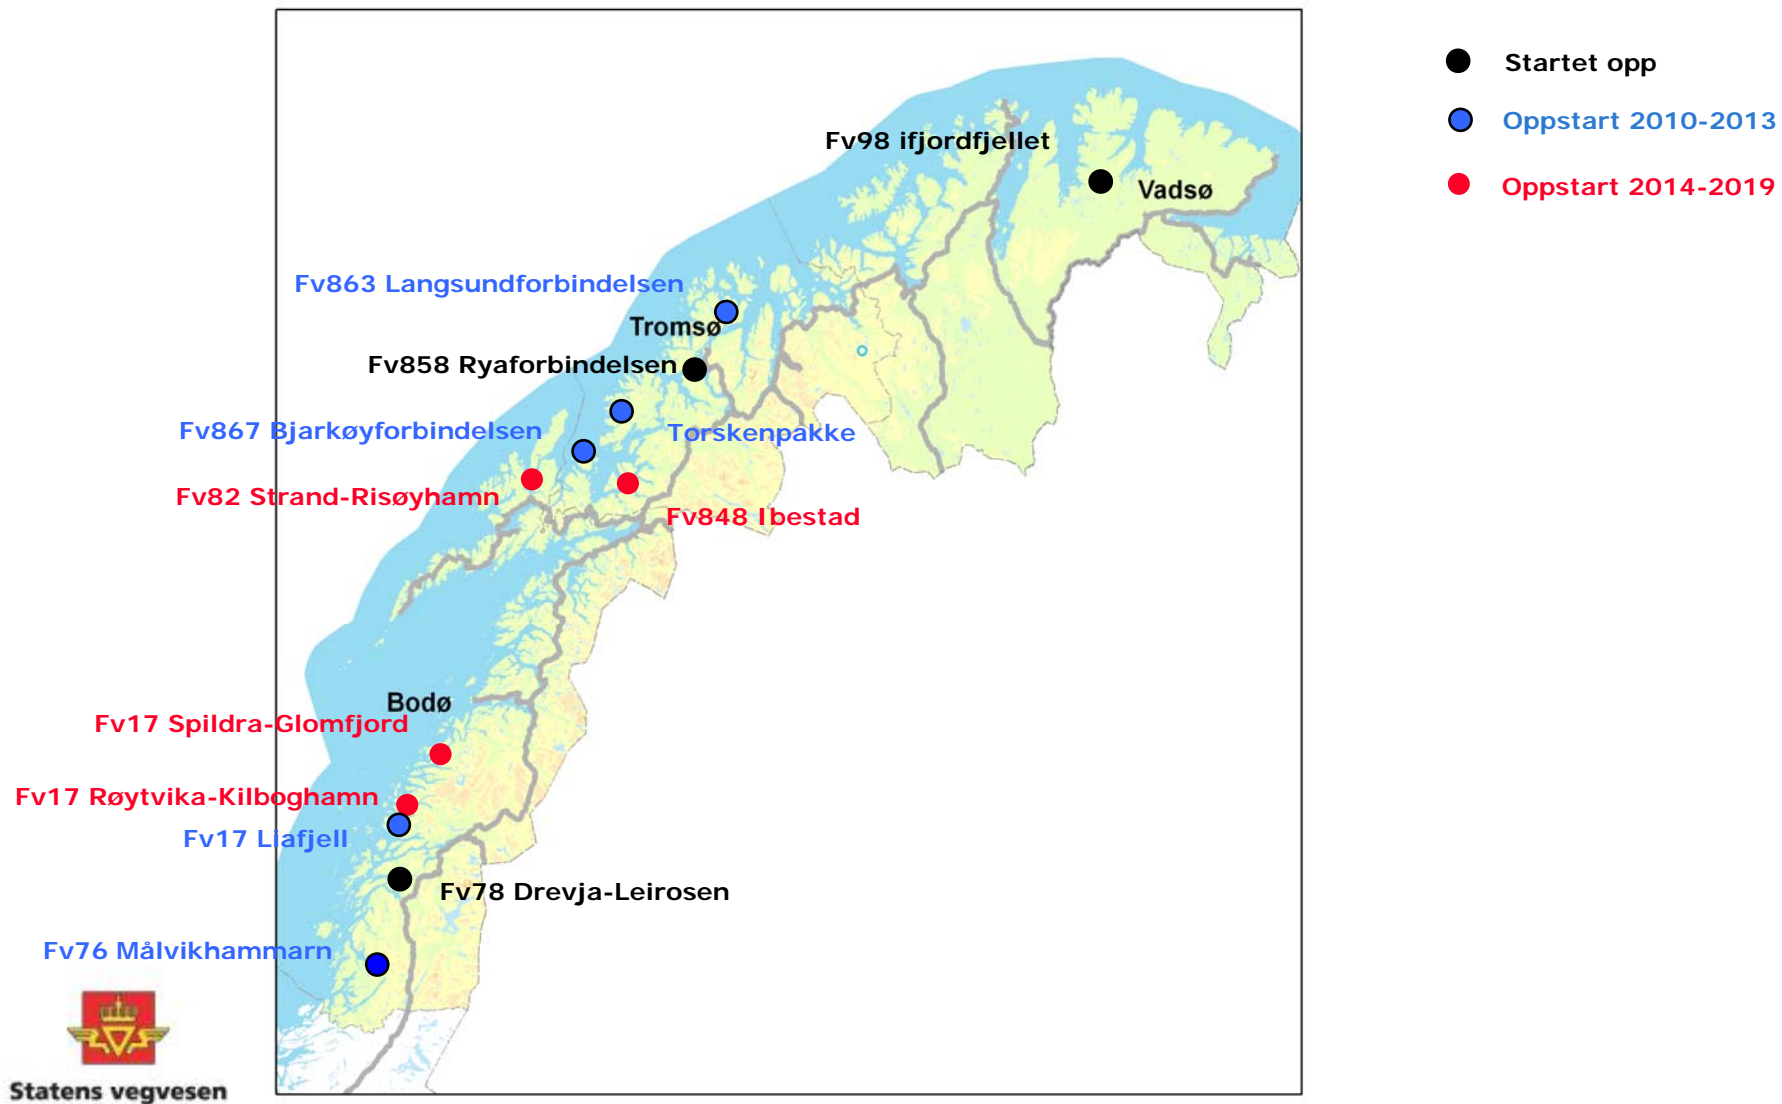 Startet opp
Oppstart 2010-2013
Fv98 ifjordfjellet
Oppstart 2014-2019
Vadsø
Fv863 Langsundforbindelsen
Tromsø
Fv858 Ryaforbindelsen
Fv867 Bjarkøyforbindelsen
Torskenpakke
Fv82 Strand-Risøyhamn
Fv848 Ibestad
Bodø
Fv17 Spildra-Glomfjord
Fv17 Røytvika-Kilboghamn
Fv17 Liafjell
Fv78 Drevja-Leirosen
Fv76 Målvikhammarn
Statens vegvesen